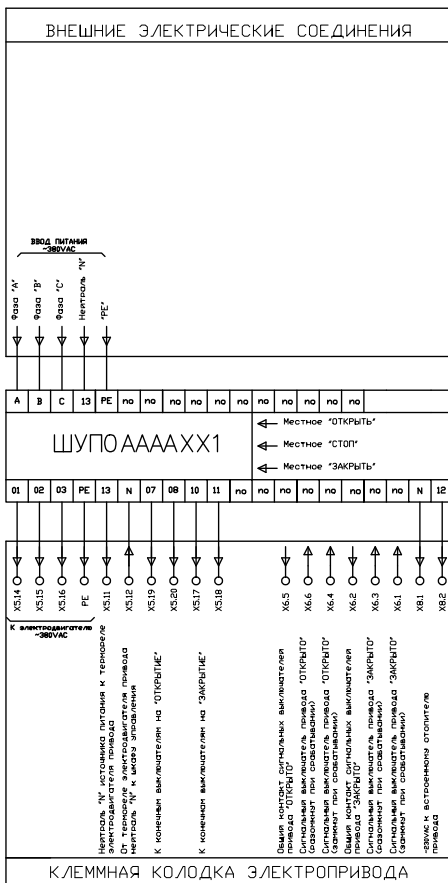 ВНЕШНИЕ ЭЛЕКТРИЧЕСКИЕ СОЕДИНЕНИЯ
ВВОД ПИТАНИЯ
~380VAC
Фаза "A"
Фаза "B"
Фаза "C"
Нейтраль "N"
"PE"
A B C 13 PE no no no no no no no no no no no
ШУПОААААХХ1
Местное "ОТКРЫТЬ"
Местное "СТОП"
Местное "ЗАКРЫТЬ"
01 02 03 PE 13 N 07 08 10 11 no no no no no no no no N 12
X5.14
X5.15
X5.16
PE
X5.11
X5.12
X5.19
X5.20
X5.17
X5.18
X6.5
X6.6
X6.4
X6.2
X6.3
X6.1
X8.1
X8.2
К электродвигателю
~380VAC
Нейтраль "N" источника питания к термореле
электродвигателя привода
От термореле электродвигателя привода
нейтраль "N" к шкафу управления
К конечным выключателям на "ОТКРЫТИЕ"
К конечным выключателям на "ЗАКРЫТИЕ"
Общий контакт сигнальных выключателей
привода "ОТКРЫТО"
Сигнальный выключатель привода "ОТКРЫТО"
(разомкнут при срабатывании)
Сигнальный выключатель привода "ОТКРЫТО"
(замкнут при срабатывании)
Общий контакт сигнальных выключателей
привода "ЗАКРЫТО"
Сигнальный выключатель привода "ЗАКРЫТО"
(разомкнут при срабатывании)
Сигнальный выключатель привода "ЗАКРЫТО"
(замкнут при срабатывании)
~230VAC к встроенному отопителю
привода
КЛЕММНАЯ КОЛОДКА ЭЛЕКТРОПРИВОДА